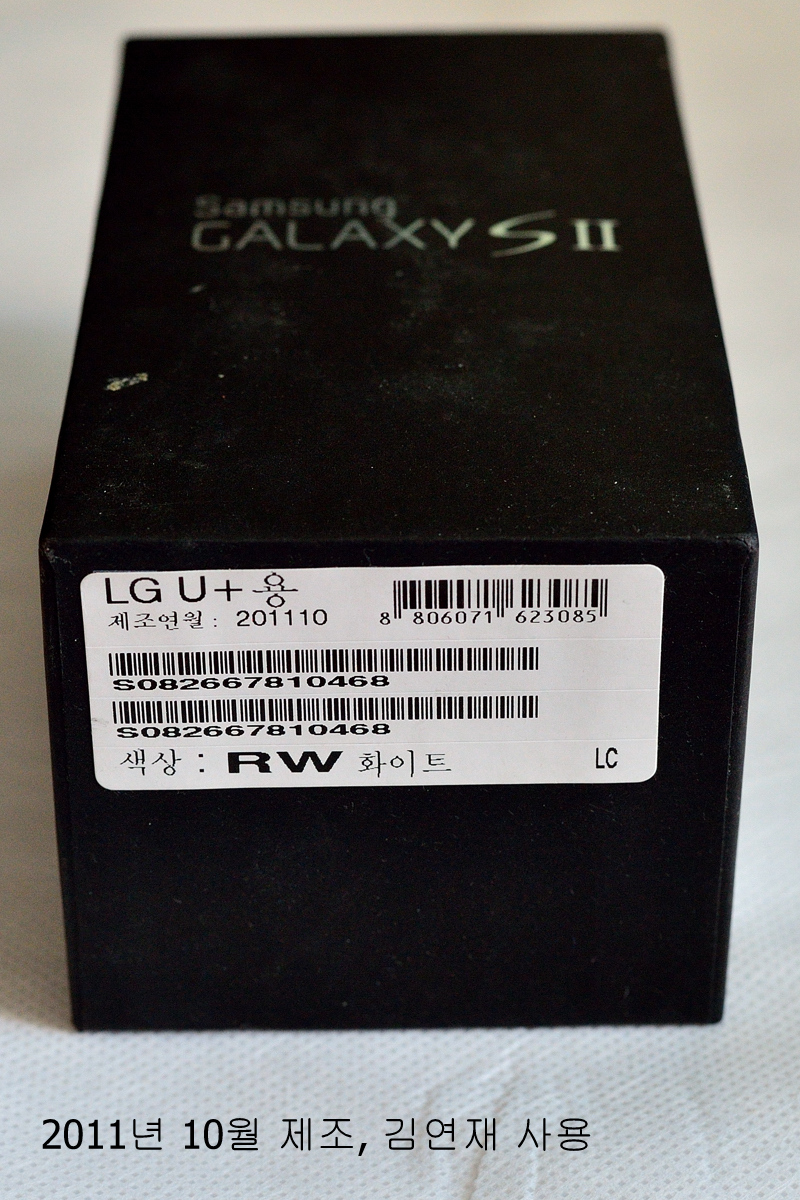 Samsung
GALAXY S II
LG U+용
제조연월 : 201110
8 806071 623085
S082667810468
S082667810468
색상 : RW 화이트
LC
2011년 10월 제조, 김연재 사용